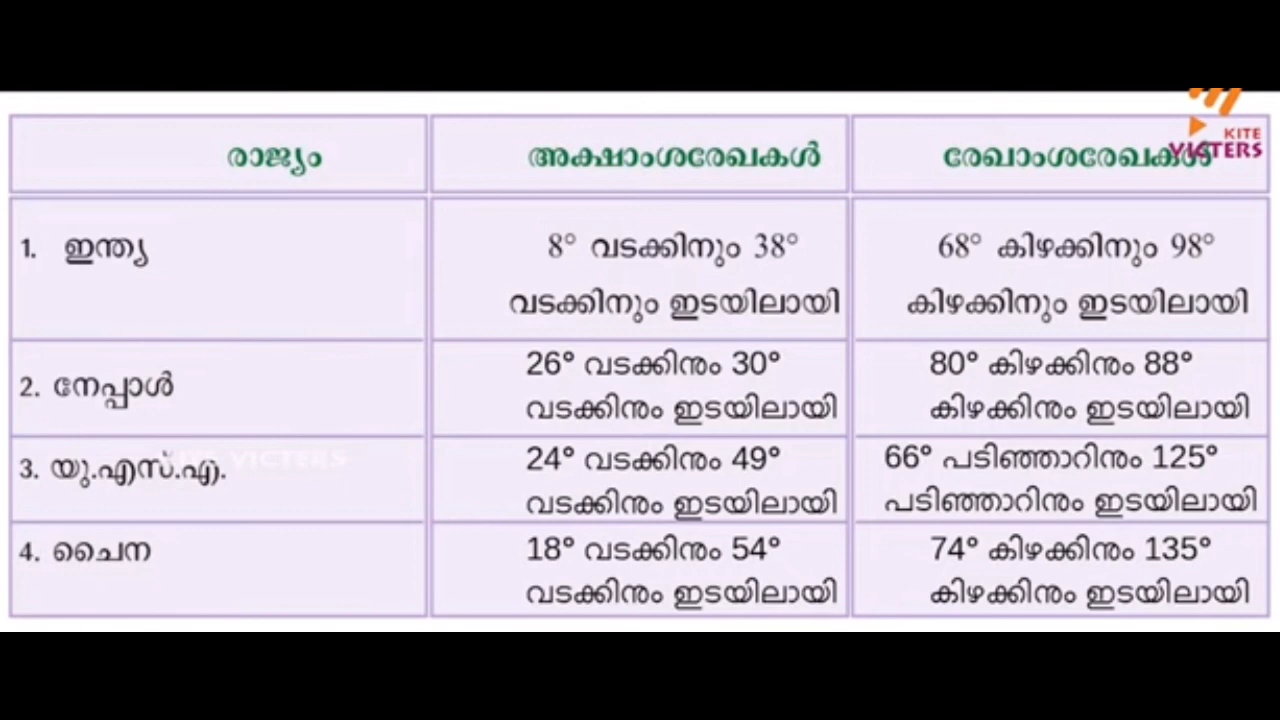 KITE
VICTERS
രാജ്യം അക്ഷാംശരേഖകൾ രേഖാംശരേഖകൾ
1. ഇന്ത്യ 8° വടക്കിനും 38° 68° കിഴക്കിനും 98°
വടക്കിനും ഇടയിലായി കിഴക്കിനും ഇടയിലായി
2. നേപ്പാൾ 26° വടക്കിനും 30° 80° കിഴക്കിനും 88°
വടക്കിനും ഇടയിലായി കിഴക്കിനും ഇടയിലായി
3. യു.എസ്.എ. 24° വടക്കിനും 49° 66° പടിഞ്ഞാറിനും 125°
വടക്കിനും ഇടയിലായി പടിഞ്ഞാറിനും ഇടയിലായി
KITE VICTERS
4. ചൈന 18° വടക്കിനും 54° 74° കിഴക്കിനും 135°
വടക്കിനും ഇടയിലായി കിഴക്കിനും ഇടയിലായി